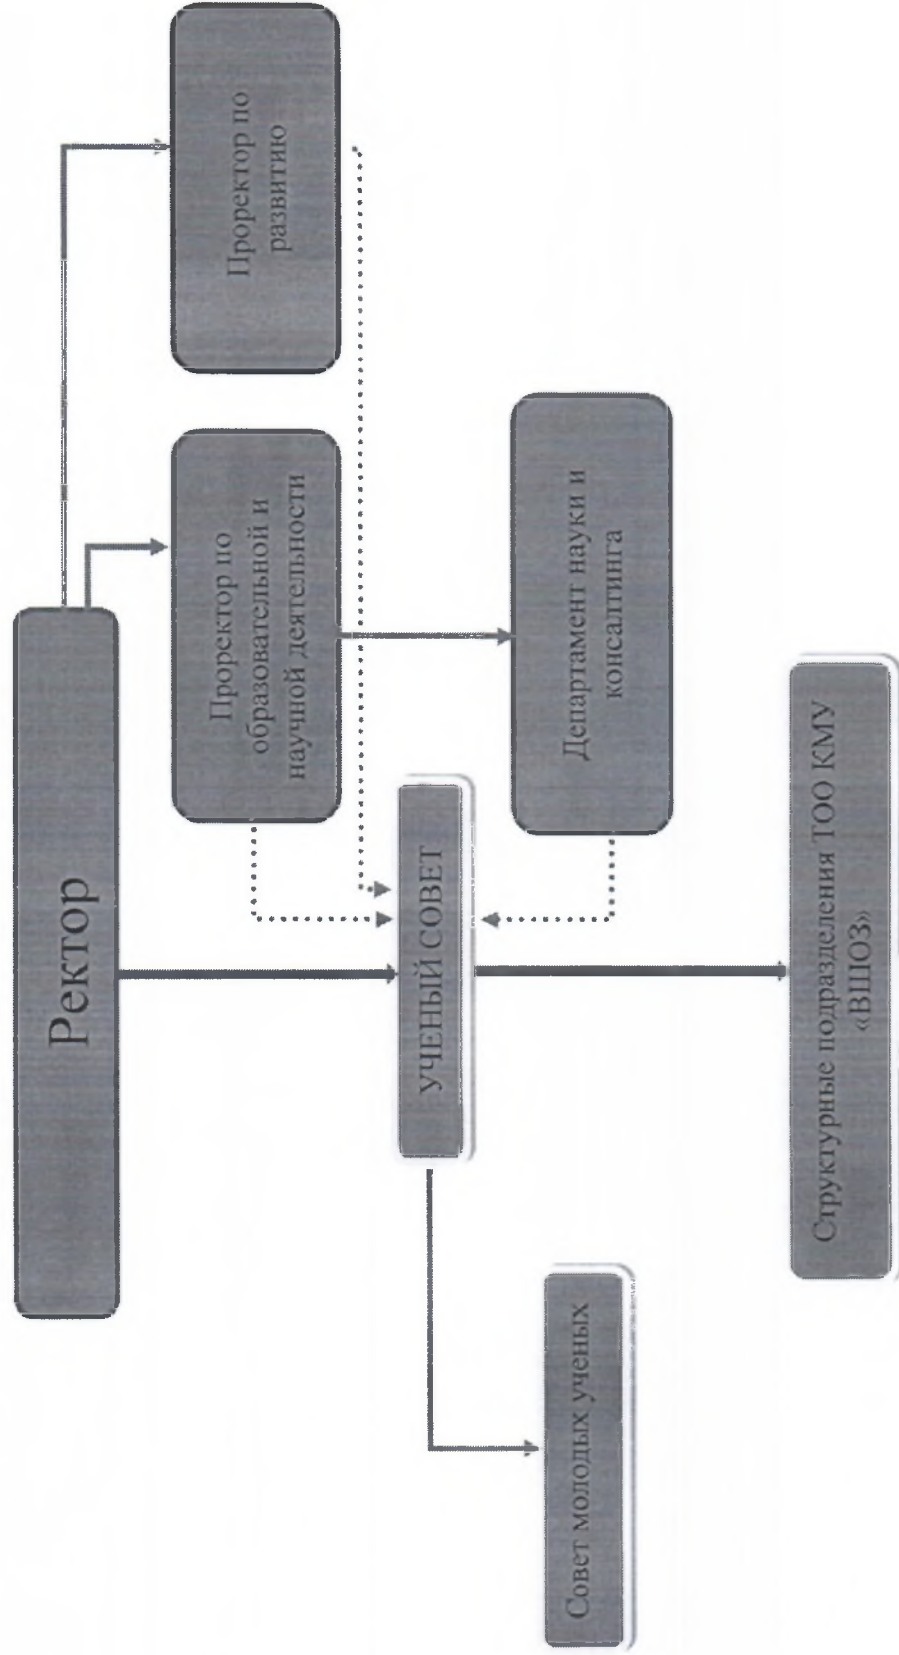 Ректор
Проректор по
образовательной и
научной деятельности
Проректор по
развитию
УЧЕНЫЙ СОВЕТ
Департамент науки и
консалтинга
Совет молодых ученых
Структурные подразделения ТОО КМУ
«ВШОЗ»